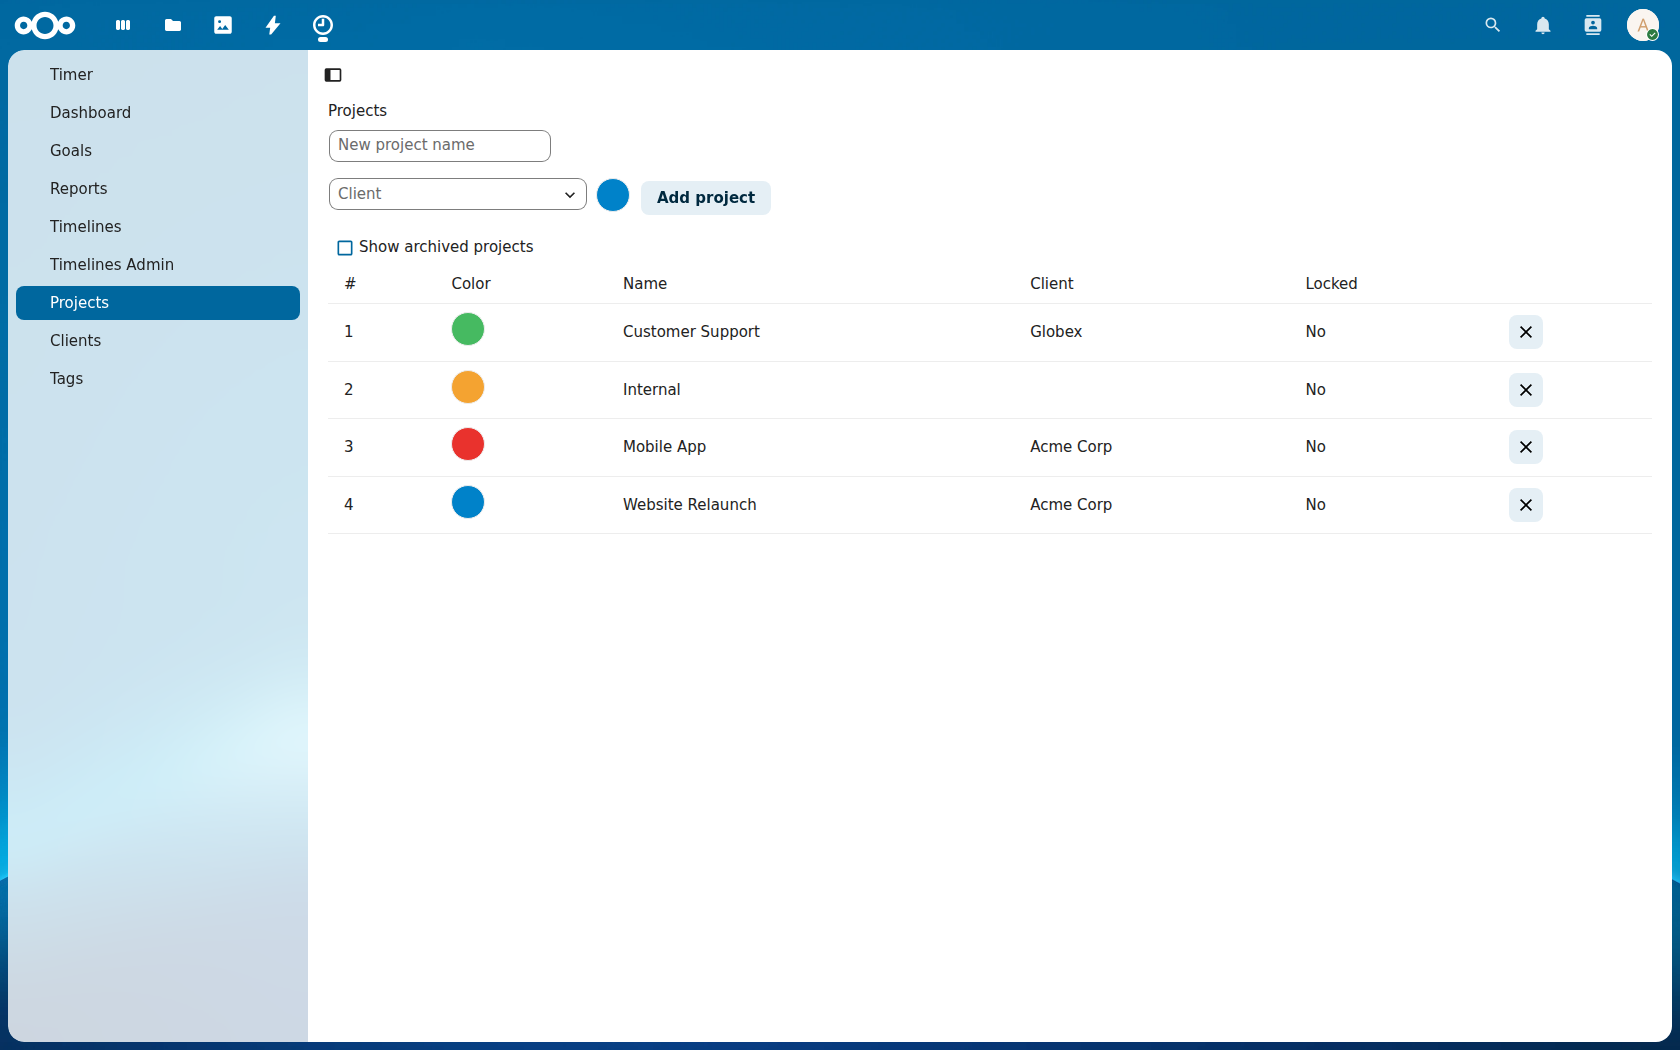 A
Timer
Dashboard
Goals
Reports
Timelines
Timelines Admin
Projects
Clients
Tags
Projects
New project name
Client
Add project
Show archived projects
# Color Name Client Locked
1 Customer Support Globex No
2 Internal No
3 Mobile App Acme Corp No
4 Website Relaunch Acme Corp No